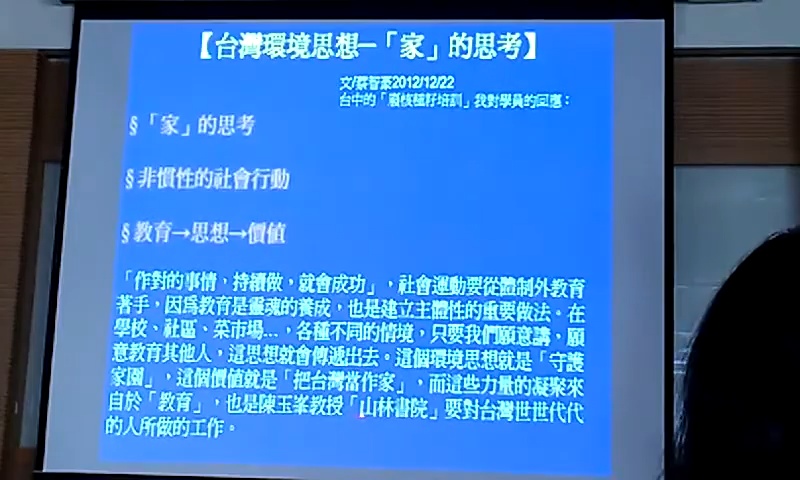 【台灣環境思想─「家」的思考】
文/蔡智豪2012/12/22
台中的「廢核種籽培訓」我對學員的回應：
§「家」的思考
§非慣性的社會行動
§教育→思想→價值
「作對的事情，持續做，就會成功」，社會運動要從體制外教育
著手，因為教育是靈魂的養成，也是建立主體性的重要做法。在
學校、社區、菜市場…，各種不同的情境，只要我們願意講，願
意教育其他人，這思想就會傳遞出去。這個環境思想就是「守護
家園」，這個價值就是「把台灣當作家」，而這些力量的凝聚來
自於「教育」，也是陳玉峯教授「山林書院」要對台灣世世代代
的人所做的工作。